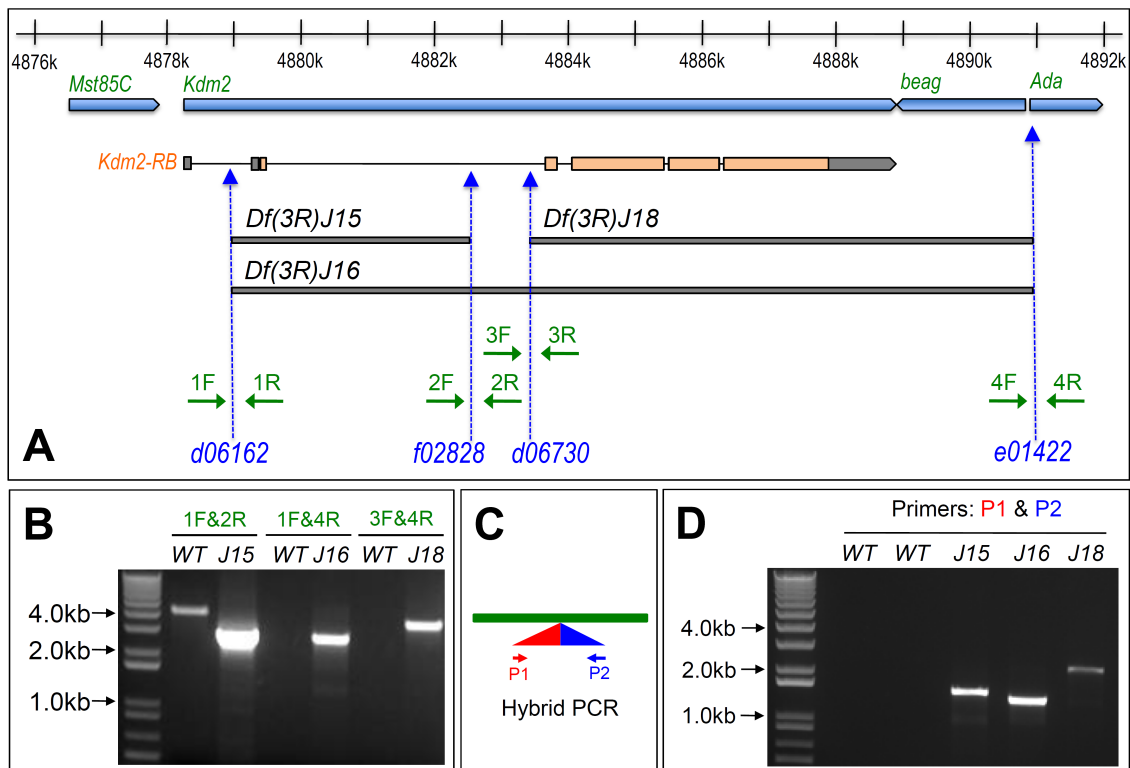 4876k 4878k 4880k 4882k 4884k 4886k 4888k 4890k 4892k
Mst85C Kdm2 beag Ada
Kdm2-RB
Df(3R)J15 Df(3R)J18
Df(3R)J16
3F 3R
1F 1R 2F 2R 4F 4R
A d06162 f02828 d06730 e01422
B
1F&2R 1F&4R 3F&4R
WT J15 WT J16 WT J18
4.0kb
2.0kb
1.0kb
C
P1 P2
Hybrid PCR
D
Primers: P1 & P2
WT WT J15 J16 J18
4.0kb
2.0kb
1.0kb